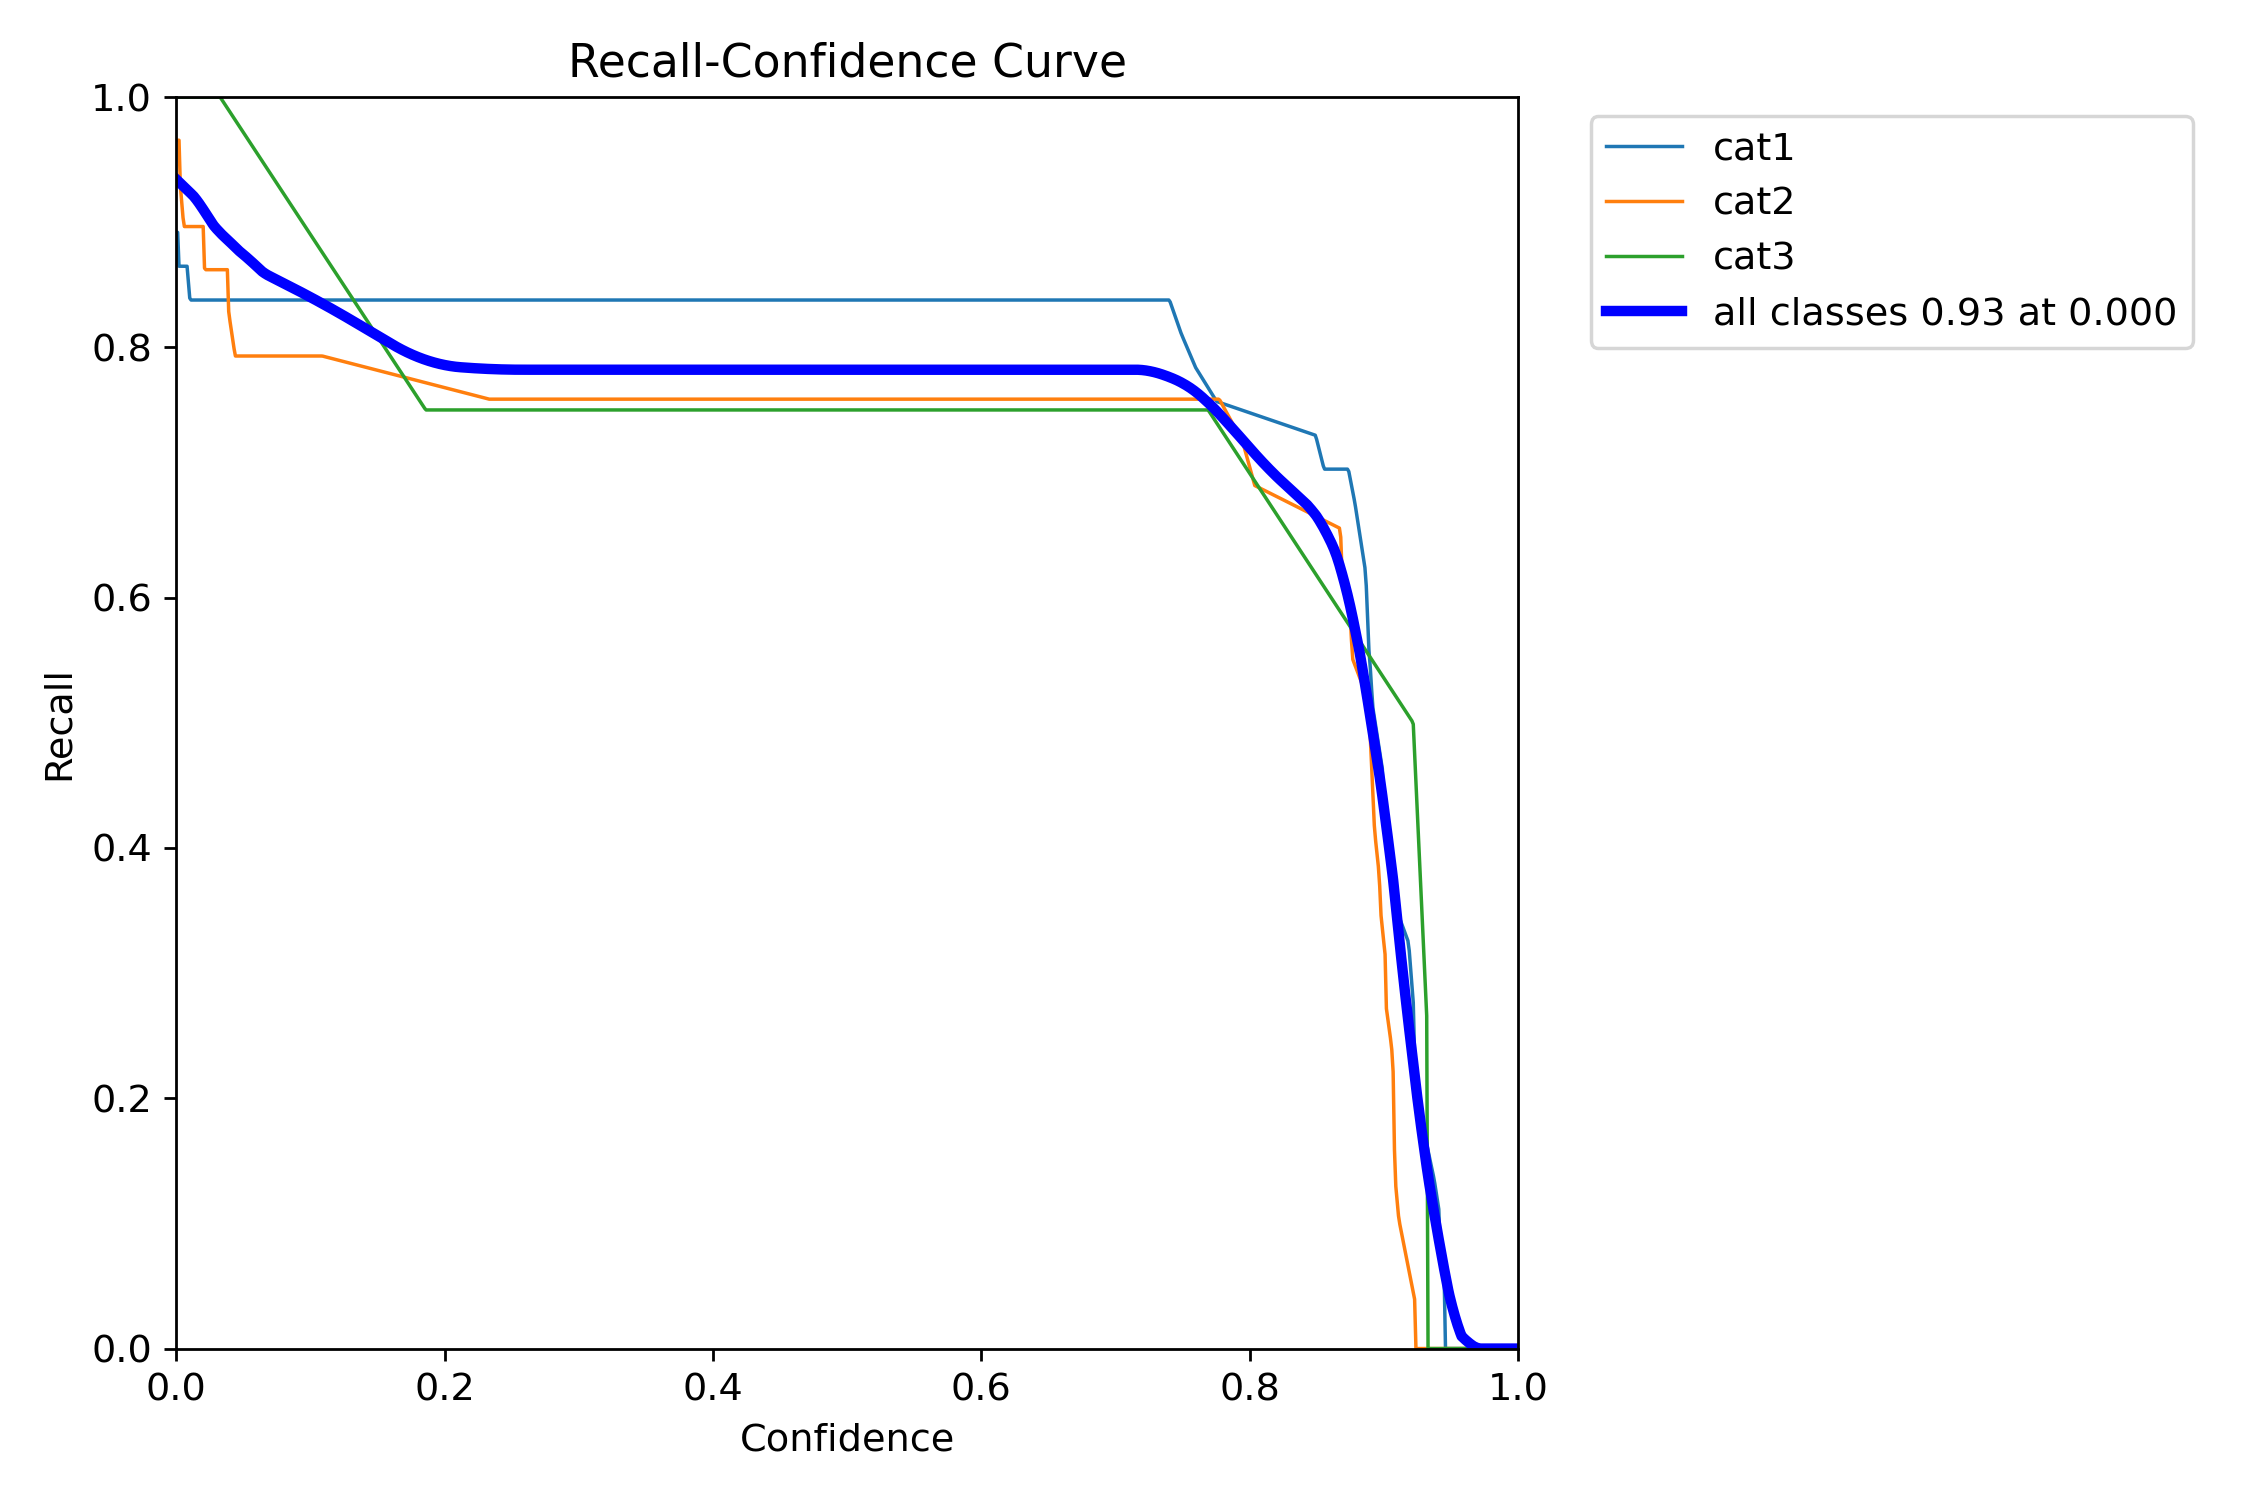 Recall-Confidence Curve
1.0
0.8
0.6
0.4
0.2
0.0
Recall
0.0 0.2 0.4 0.6 0.8 1.0
Confidence
cat1
cat2
cat3
all classes 0.93 at 0.000